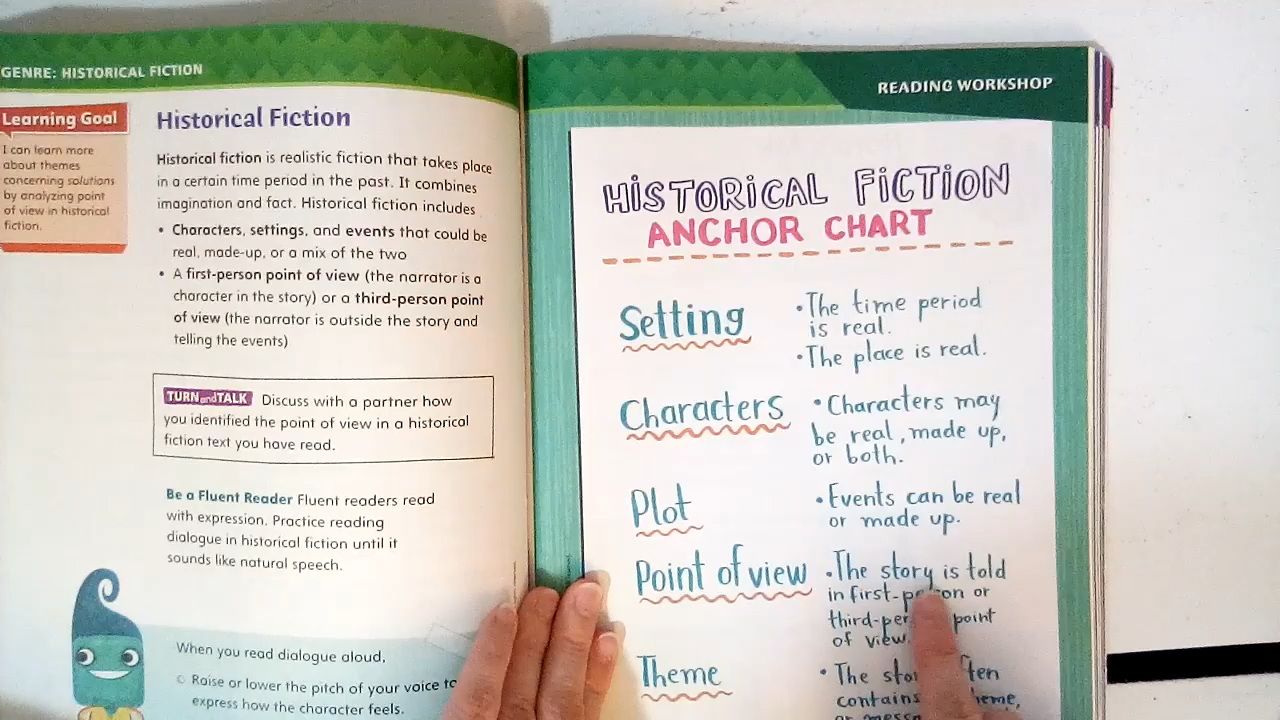 GENRE: HISTORICAL FICTION
Learning Goal
I can learn more
about themes
concerning solutions
by analyzing point
of view in historical
fiction.
Historical Fiction
Historical fiction is realistic fiction that takes place
in a certain time period in the past. It combines
imagination and fact. Historical fiction includes
• Characters, settings, and events that could be
real, made-up, or a mix of the two
• A first-person point of view (the narrator is a
character in the story) or a third-person point
of view (the narrator is outside the story and
telling the events)
TURN and TALK Discuss with a partner how
you identified the point of view in a historical
fiction text you have read.
Be a Fluent Reader Fluent readers read
with expression. Practice reading
dialogue in historical fiction until it
sounds like natural speech.
When you read dialogue aloud,
Raise or lower the pitch of your voice to
express how the character feels.
READING WORKSHOP
HISTORICAL FICTION
ANCHOR CHART
Setting
• The time period
is real.
• The place is real.
Characters
• Characters may
be real, made up,
or both.
Plot
• Events can be real
or made up.
Point of view
• The story is told
in first-person or
third-person point
of view.
Theme
• The
contains
or